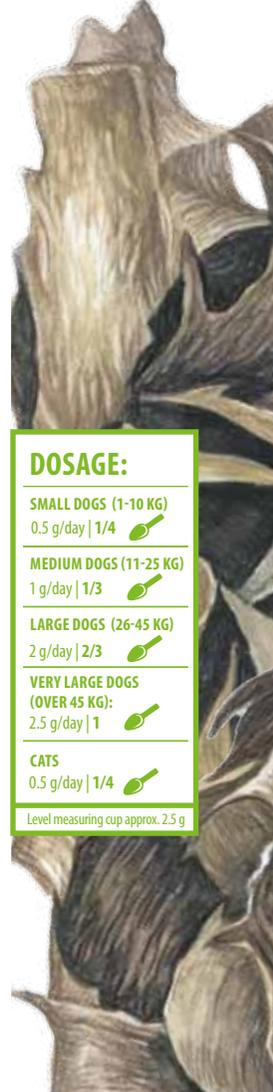 DOSAGE:
SMALL DOGS (1-10 KG)
0.5 g/day | 1/4
MEDIUM DOGS (11-25 KG)
1 g/day | 1/3
LARGE DOGS (26-45 KG)
2 g/day | 2/3
VERY LARGE DOGS
(OVER 45 KG):
2.5 g/day | 1
CATS
0.5 g/day | 1/4
Level measuring cup approx. 2.5 g